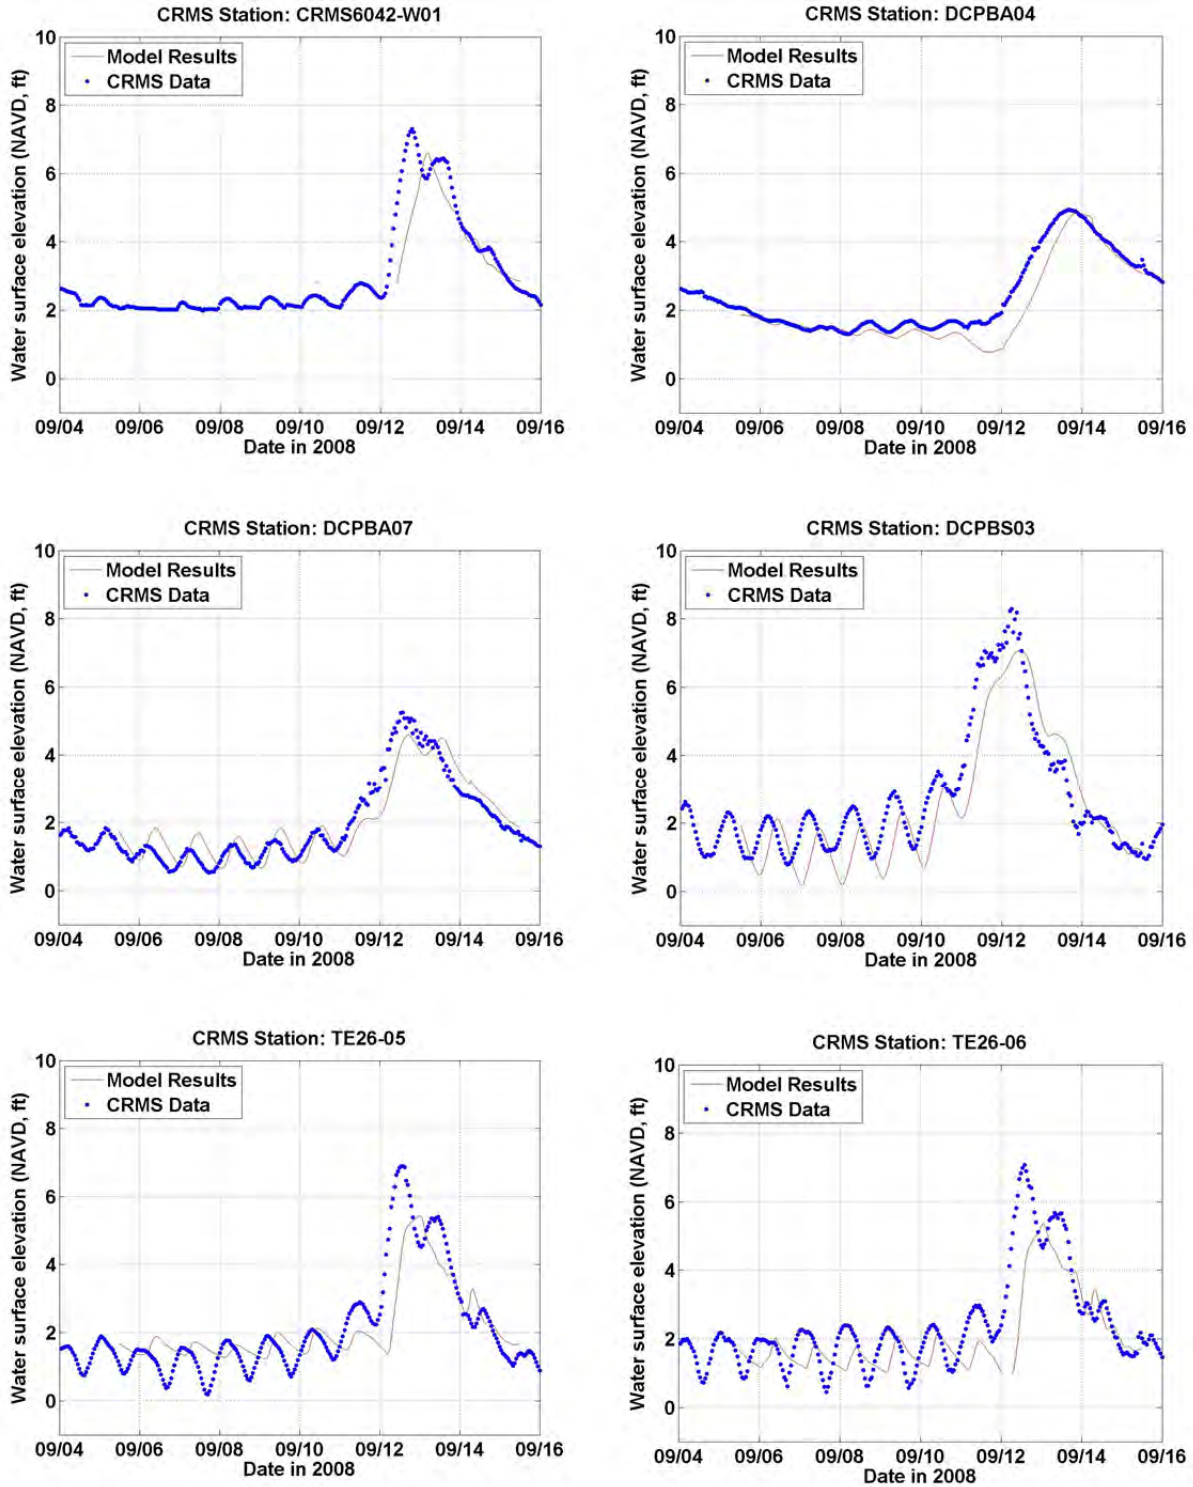 CRMS Station: CRMS6042-W01
Model Results
CRMS Data
Water surface elevation (NAVD, ft)
10
8
6
4
2
0
09/04 09/06 09/08 09/10 09/12 09/14 09/16
Date in 2008
CRMS Station: DCPBA04
Model Results
CRMS Data
Water surface elevation (NAVD, ft)
10
8
6
4
2
0
09/04 09/06 09/08 09/10 09/12 09/14 09/16
Date in 2008
CRMS Station: DCPBA07
Model Results
CRMS Data
Water surface elevation (NAVD, ft)
10
8
6
4
2
0
09/04 09/06 09/08 09/10 09/12 09/14 09/16
Date in 2008
CRMS Station: DCPBS03
Model Results
CRMS Data
Water surface elevation (NAVD, ft)
10
8
6
4
2
0
09/04 09/06 09/08 09/10 09/12 09/14 09/16
Date in 2008
CRMS Station: TE26-05
Model Results
CRMS Data
Water surface elevation (NAVD, ft)
10
8
6
4
2
0
09/04 09/06 09/08 09/10 09/12 09/14 09/16
Date in 2008
CRMS Station: TE26-06
Model Results
CRMS Data
Water surface elevation (NAVD, ft)
10
8
6
4
2
0
09/04 09/06 09/08 09/10 09/12 09/14 09/16
Date in 2008